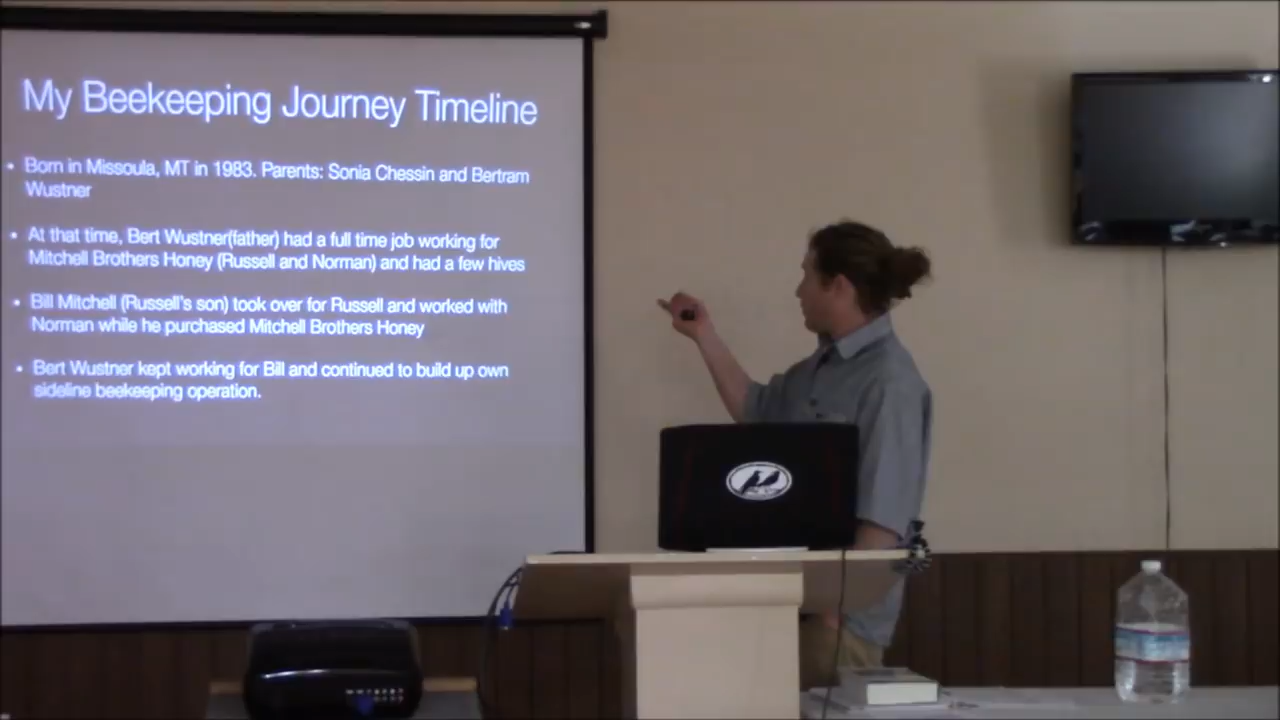 My Beekeeping Journey Timeline
• Born in Missoula, MT in 1983. Parents: Sonia Chessin and Bertram
Wustner
• At that time, Bert Wustner(father) had a full time job working for
Mitchell Brothers Honey (Russell and Norman) and had a few hives
• Bill Mitchell (Russell's son) took over for Russell and worked with
Norman while he purchased Mitchell Brothers Honey
• Bert Wustner kept working for Bill and continued to build up own
sideline beekeeping operation.